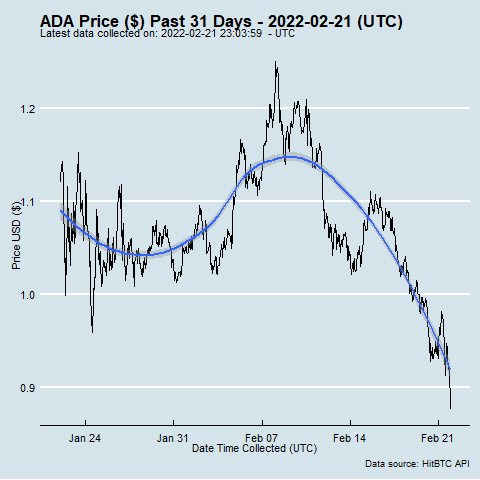 ADA Price ($) Past 31 Days - 2022-02-21 (UTC)
Latest data collected on: 2022-02-21 23:03:59 - UTC
1.2
1.1
1.0
0.9
Price USD ($)
Jan 24 Jan 31 Feb 07 Feb 14 Feb 21
Date Time Collected (UTC)
Data source: HitBTC API